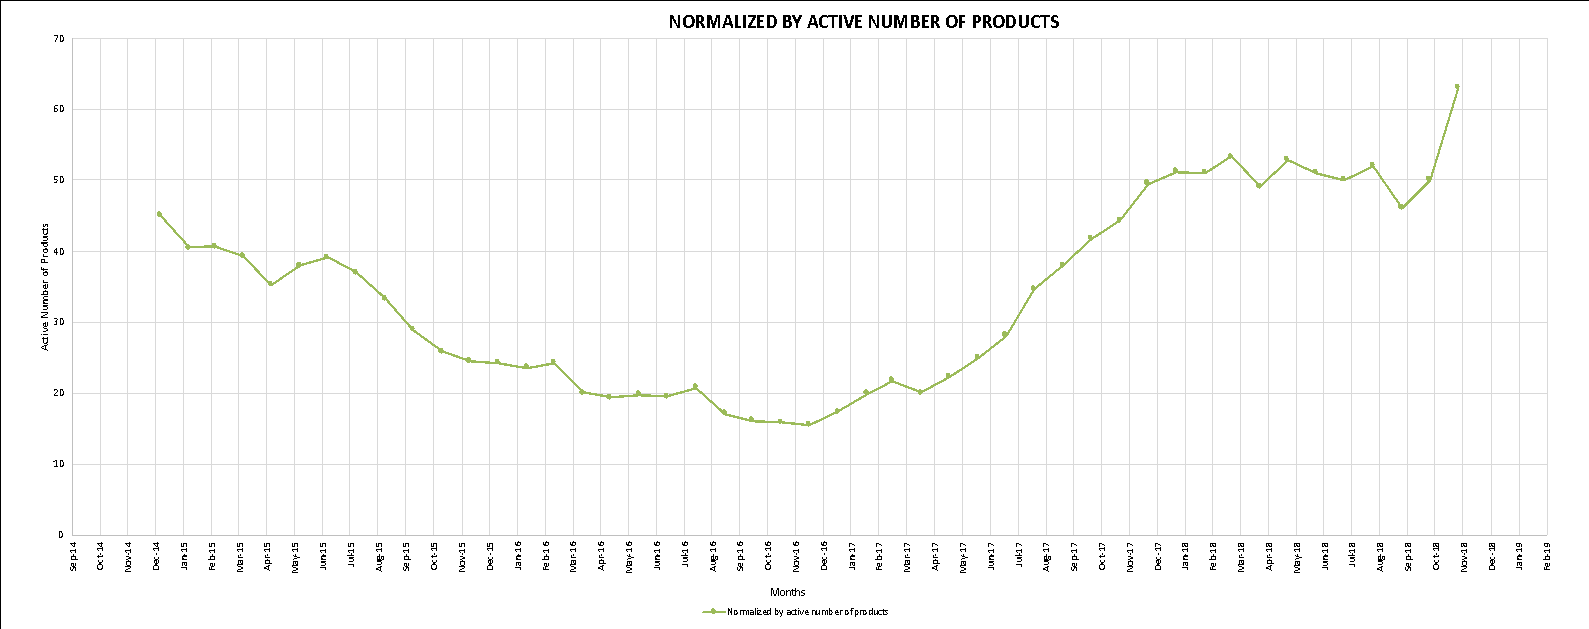 NORMALIZED BY ACTIVE NUMBER OF PRODUCTS
70
60
50
40
30
20
10
0
Active Number of Products
Sep-14 Oct-14 Nov-14 Dec-14 Jan-15 Feb-15 Mar-15 Apr-15 May-15 Jun-15 Jul-15 Aug-15 Sep-15 Oct-15 Nov-15 Dec-15 Jan-16 Feb-16 Mar-16 Apr-16 May-16 Jun-16 Jul-16 Aug-16 Sep-16 Oct-16 Nov-16 Dec-16 Jan-17 Feb-17 Mar-17 Apr-17 May-17 Jun-17 Jul-17 Aug-17 Sep-17 Oct-17 Nov-17 Dec-17 Jan-18 Feb-18 Mar-18 Apr-18 May-18 Jun-18 Jul-18 Aug-18 Sep-18 Oct-18 Nov-18 Dec-18 Jan-19 Feb-19
Months
Normalized by active number of products